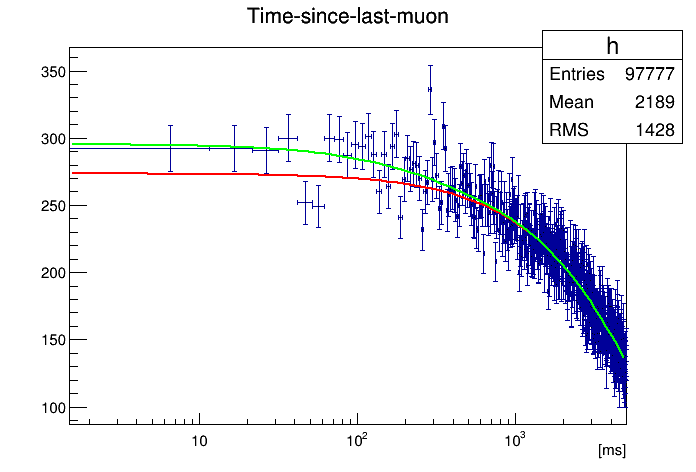 Time-since-last-muon
h
Entries 97777
Mean 2189
RMS 1428
350
300
250
200
150
100
10
10²
10³
[ms]